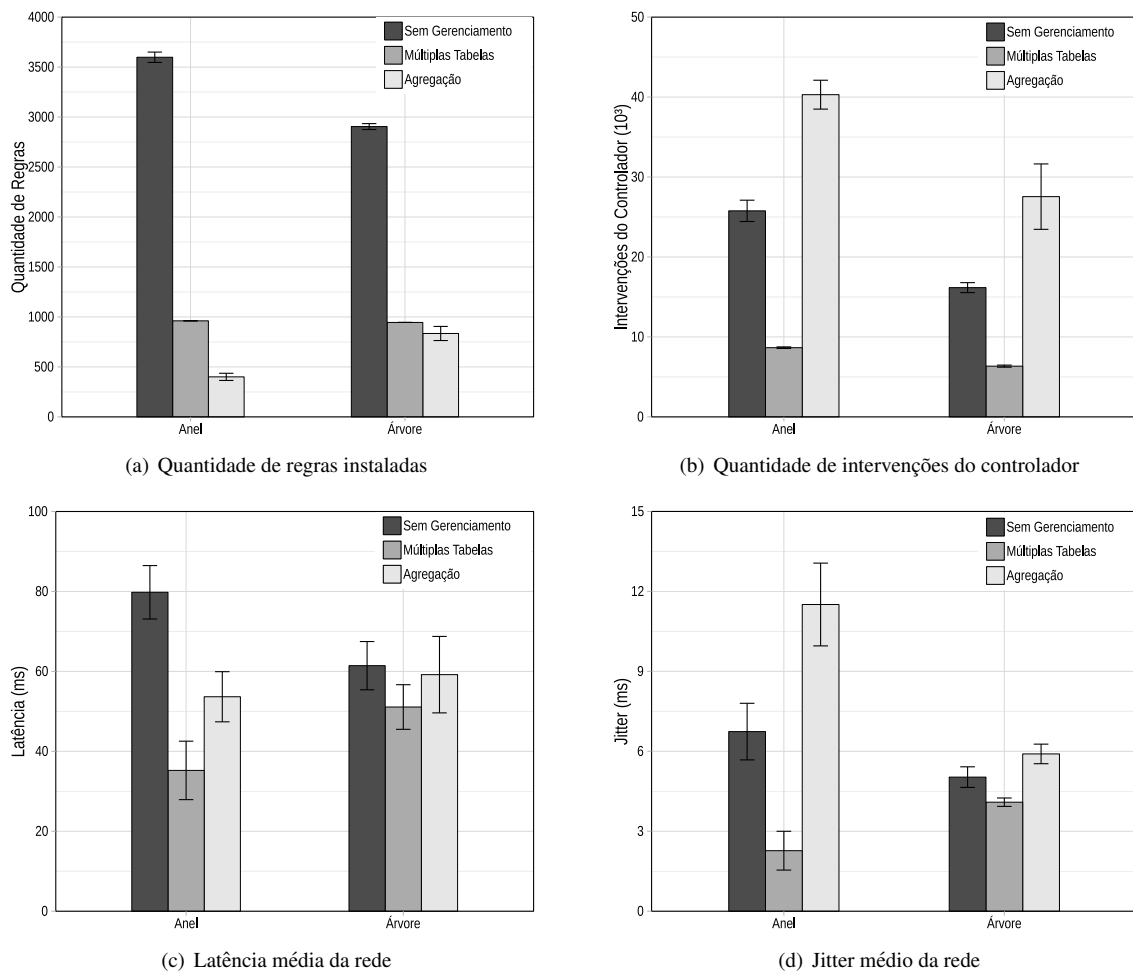 4000
3500
3000
2500
2000
1500
1000
500
0
Quantidade de Regras
Sem Gerenciamento
Múltiplas Tabelas
Agregação
Anel
Árvore
(a) Quantidade de regras instaladas
50
40
30
20
10
0
Intervenções do Controlador (10³)
Sem Gerenciamento
Múltiplas Tabelas
Agregação
Anel
Árvore
(b) Quantidade de intervenções do controlador
100
80
60
40
20
0
Latência (ms)
Sem Gerenciamento
Múltiplas Tabelas
Agregação
Anel
Árvore
(c) Latência média da rede
15
12
9
6
3
0
Jitter (ms)
Sem Gerenciamento
Múltiplas Tabelas
Agregação
Anel
Árvore
(d) Jitter médio da rede